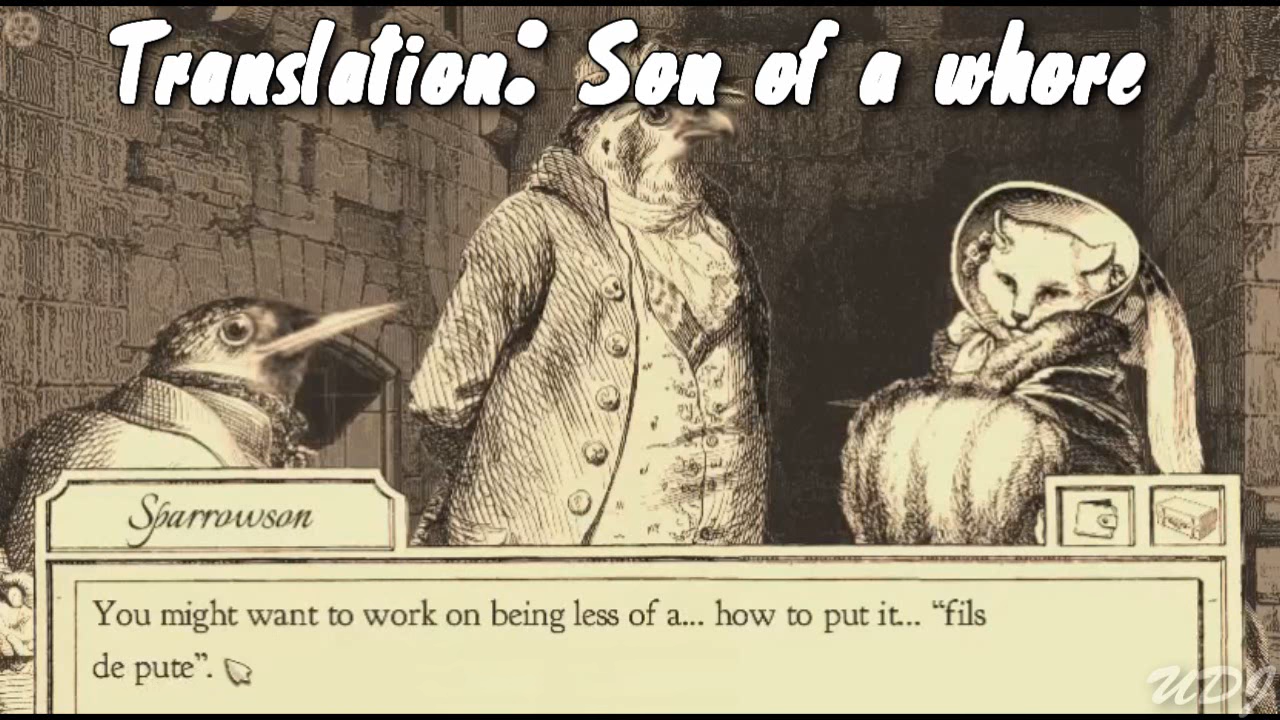 Translation: Son of a whore
Sparrowson
You might want to work on being less of a... how to put it... “fils
de pute”.
UDJ